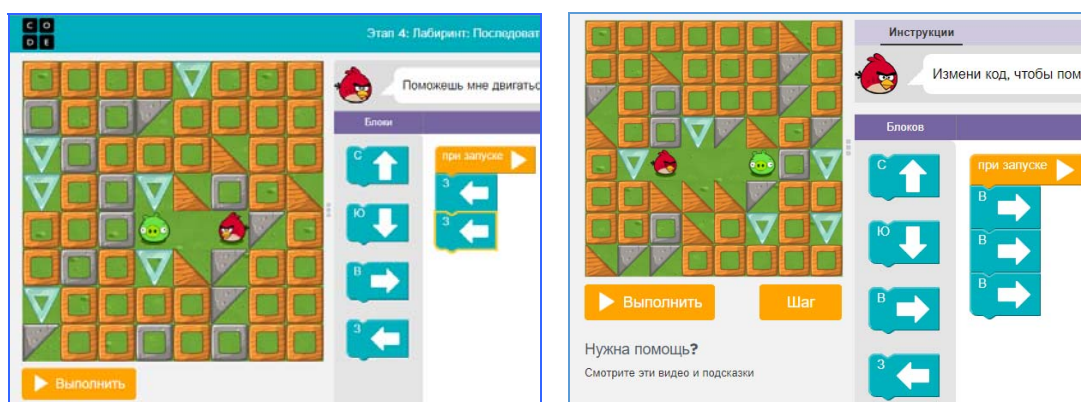 C O
D E
Этап 4: Лабиринт: Последоват
Поможешь мне двигатьс
Блоки
С
Ю
В
З
при запуске
З
З
Выполнить
Инструкции
Измени код, чтобы пом
Блоков
С
Ю
В
З
при запуске
В
В
В
Выполнить
Шаг
Нужна помощь?
Смотрите эти видео и подсказки